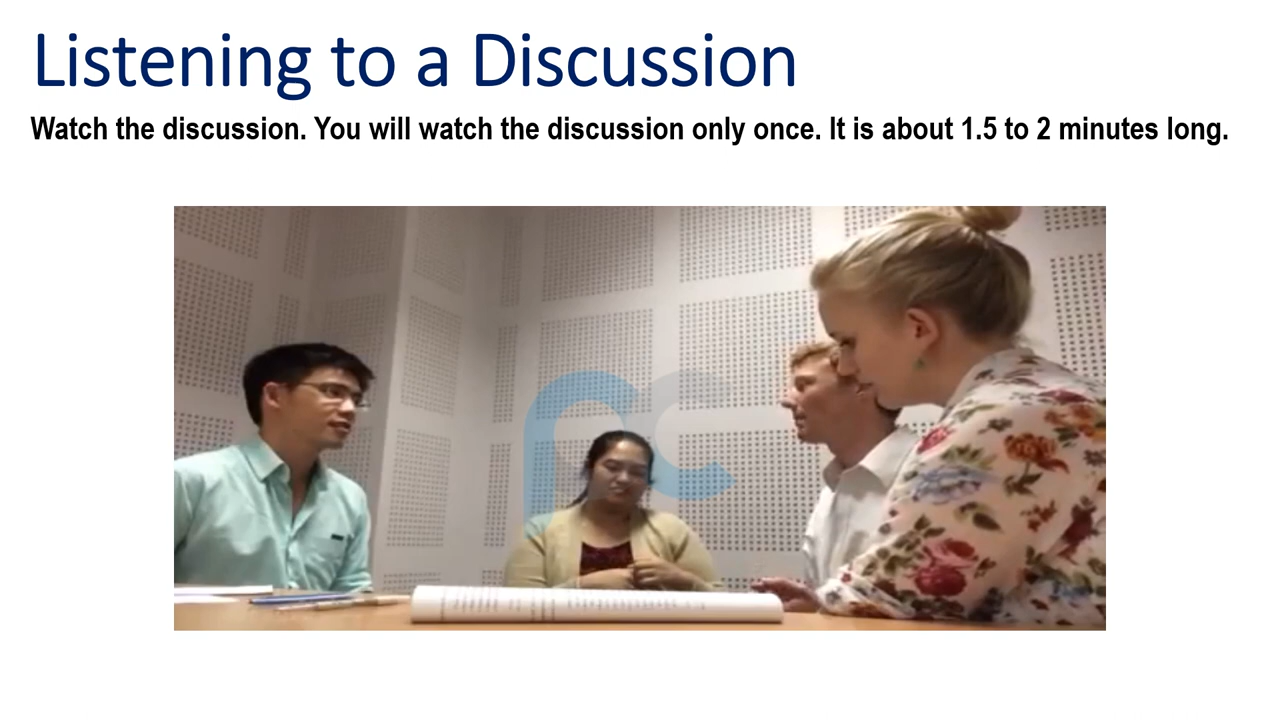 Listening to a Discussion
Watch the discussion. You will watch the discussion only once. It is about 1.5 to 2 minutes long.